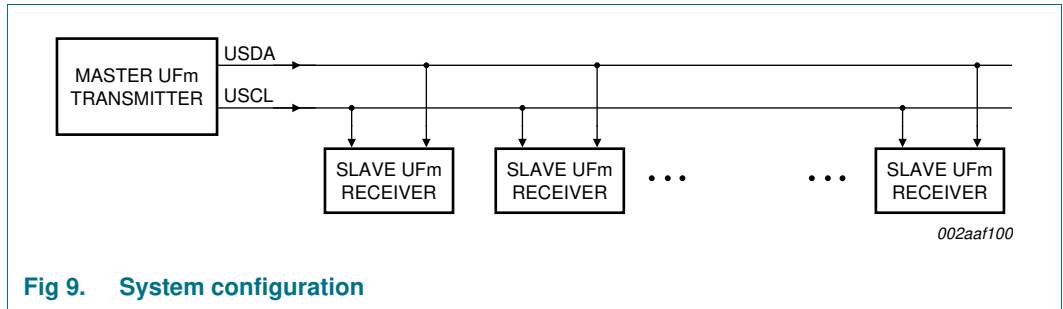 USDA
MASTER UFm
TRANSMITTER
USCL
SLAVE UFm
RECEIVER
SLAVE UFm
RECEIVER
SLAVE UFm
RECEIVER
002aaf100
Fig 9. System configuration